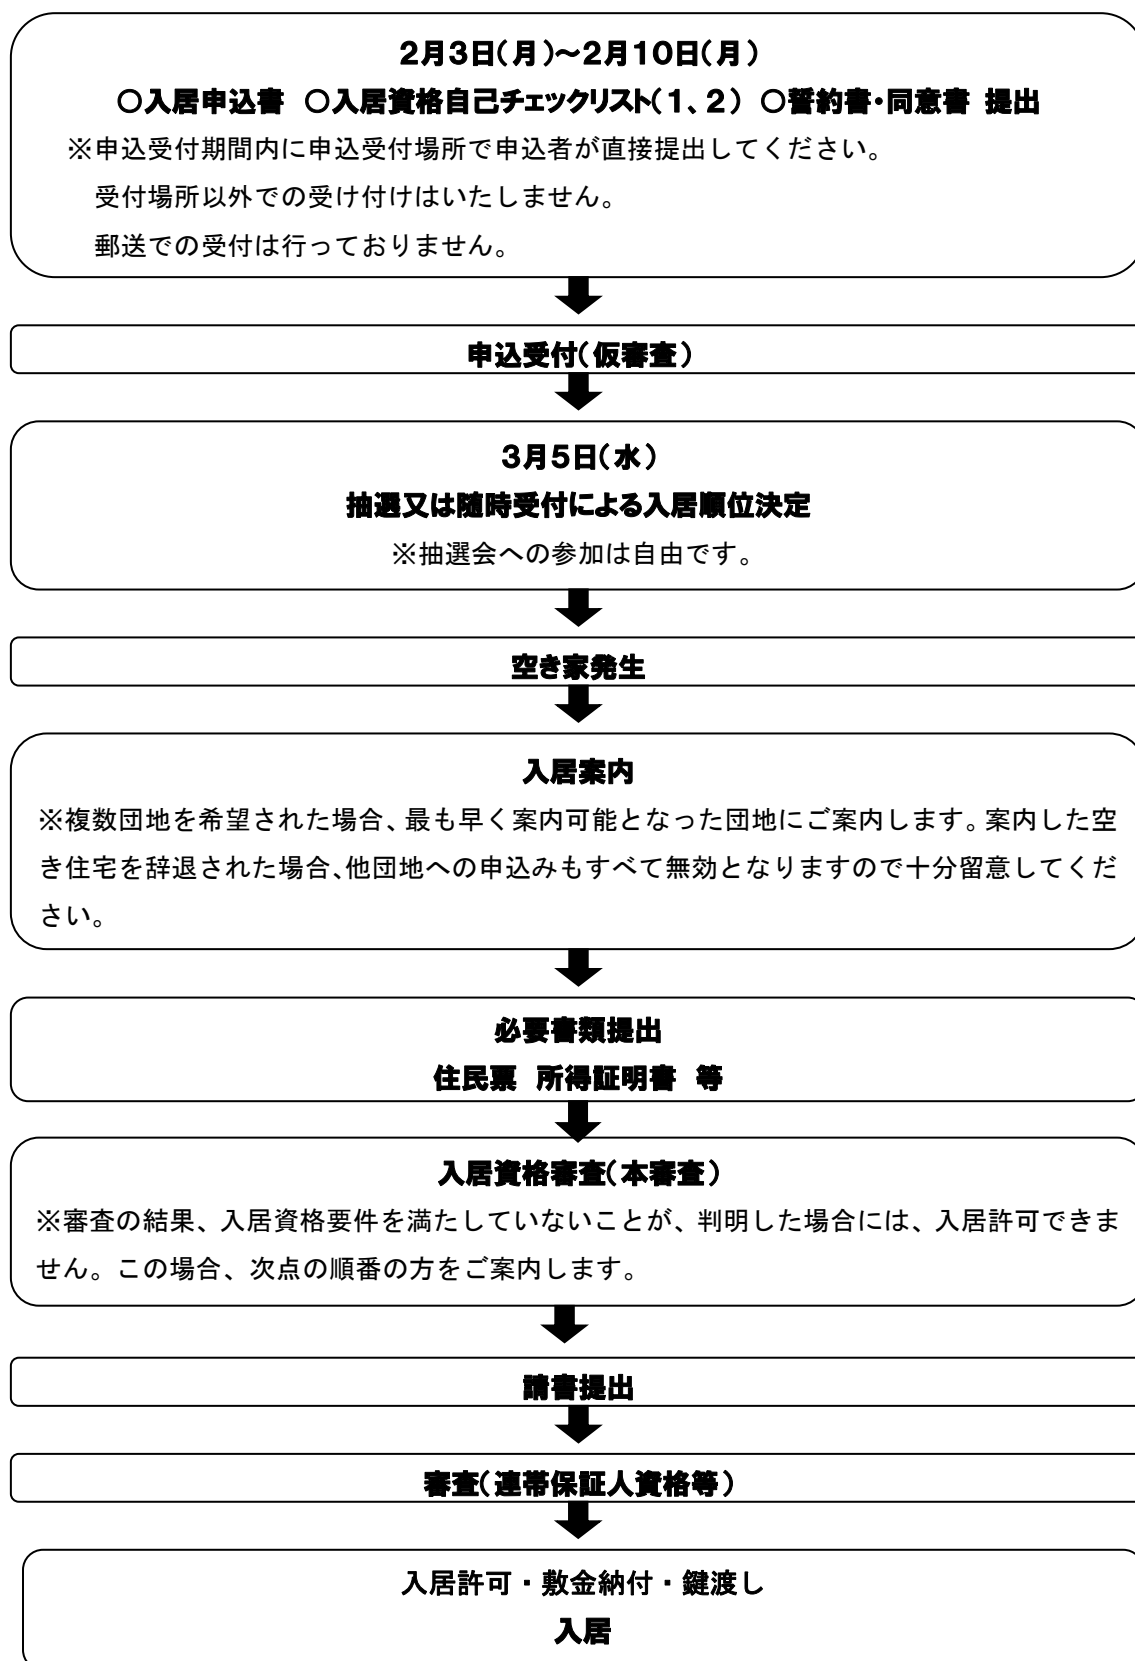 2月3日(月)~2月10日(月)
○入居申込書 ○入居資格自己チェックリスト(1、2) ○誓約書・同意書 提出
※申込受付期間内に申込受付場所で申込者が直接提出してください。
受付場所以外での受け付けはいたしません。
郵送での受付は行っておりません。
申込受付(仮審査)
3月5日(水)
抽選又は随時受付による入居順位決定
※抽選会への参加は自由です。
空き家発生
入居案内
※複数団地を希望された場合、最も早く案内可能となった団地にご案内します。案内した空
き住宅を辞退された場合、他団地への申込みもすべて無効となりますので十分留意してくだ
さい。
必要書類提出
住民票 所得証明書 等
入居資格審査(本審査)
※審査の結果、入居資格要件を満たしていないことが、判明した場合には、入居許可できま
せん。この場合、次点の順番の方をご案内します。
請書提出
審査(連帯保証人資格等)
入居許可・敷金納付・鍵渡し
入居